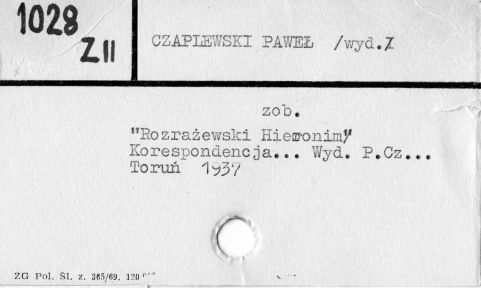 1028
Z II
CZAPLEWSKI PAWEŁ /wyd./
zob.
"Rozrażewski Hieronim"
Korespondencja... Wyd. P.Cz...
Toruń 1937
ZG Pol. Śl. z. 365/69. 120